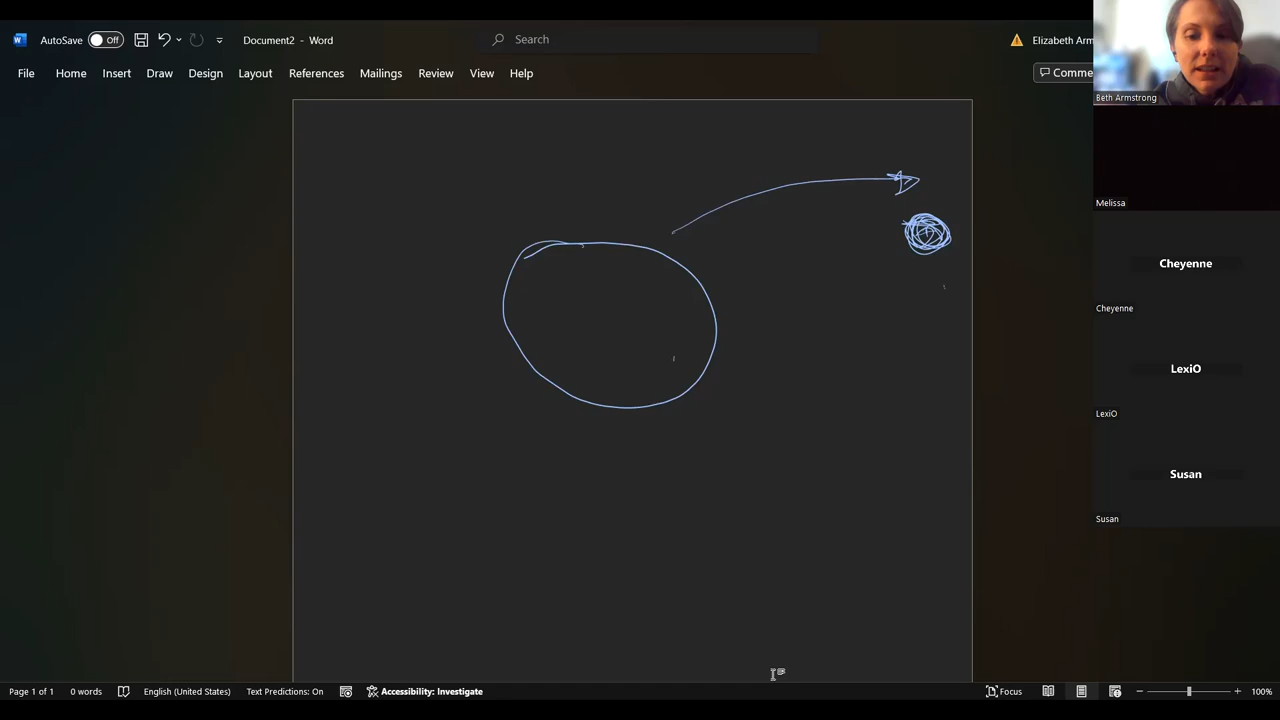 AutoSave Off Document2 - Word Search Elizabeth Arm
File Home Insert Draw Design Layout References Mailings Review View Help Comme
Beth Armstrong
Melissa
Cheyenne
Cheyenne
LexiO
LexiO
Susan
Susan
Page 1 of 1 0 words English (United States) Text Predictions: On Accessibility: Investigate Focus 100%